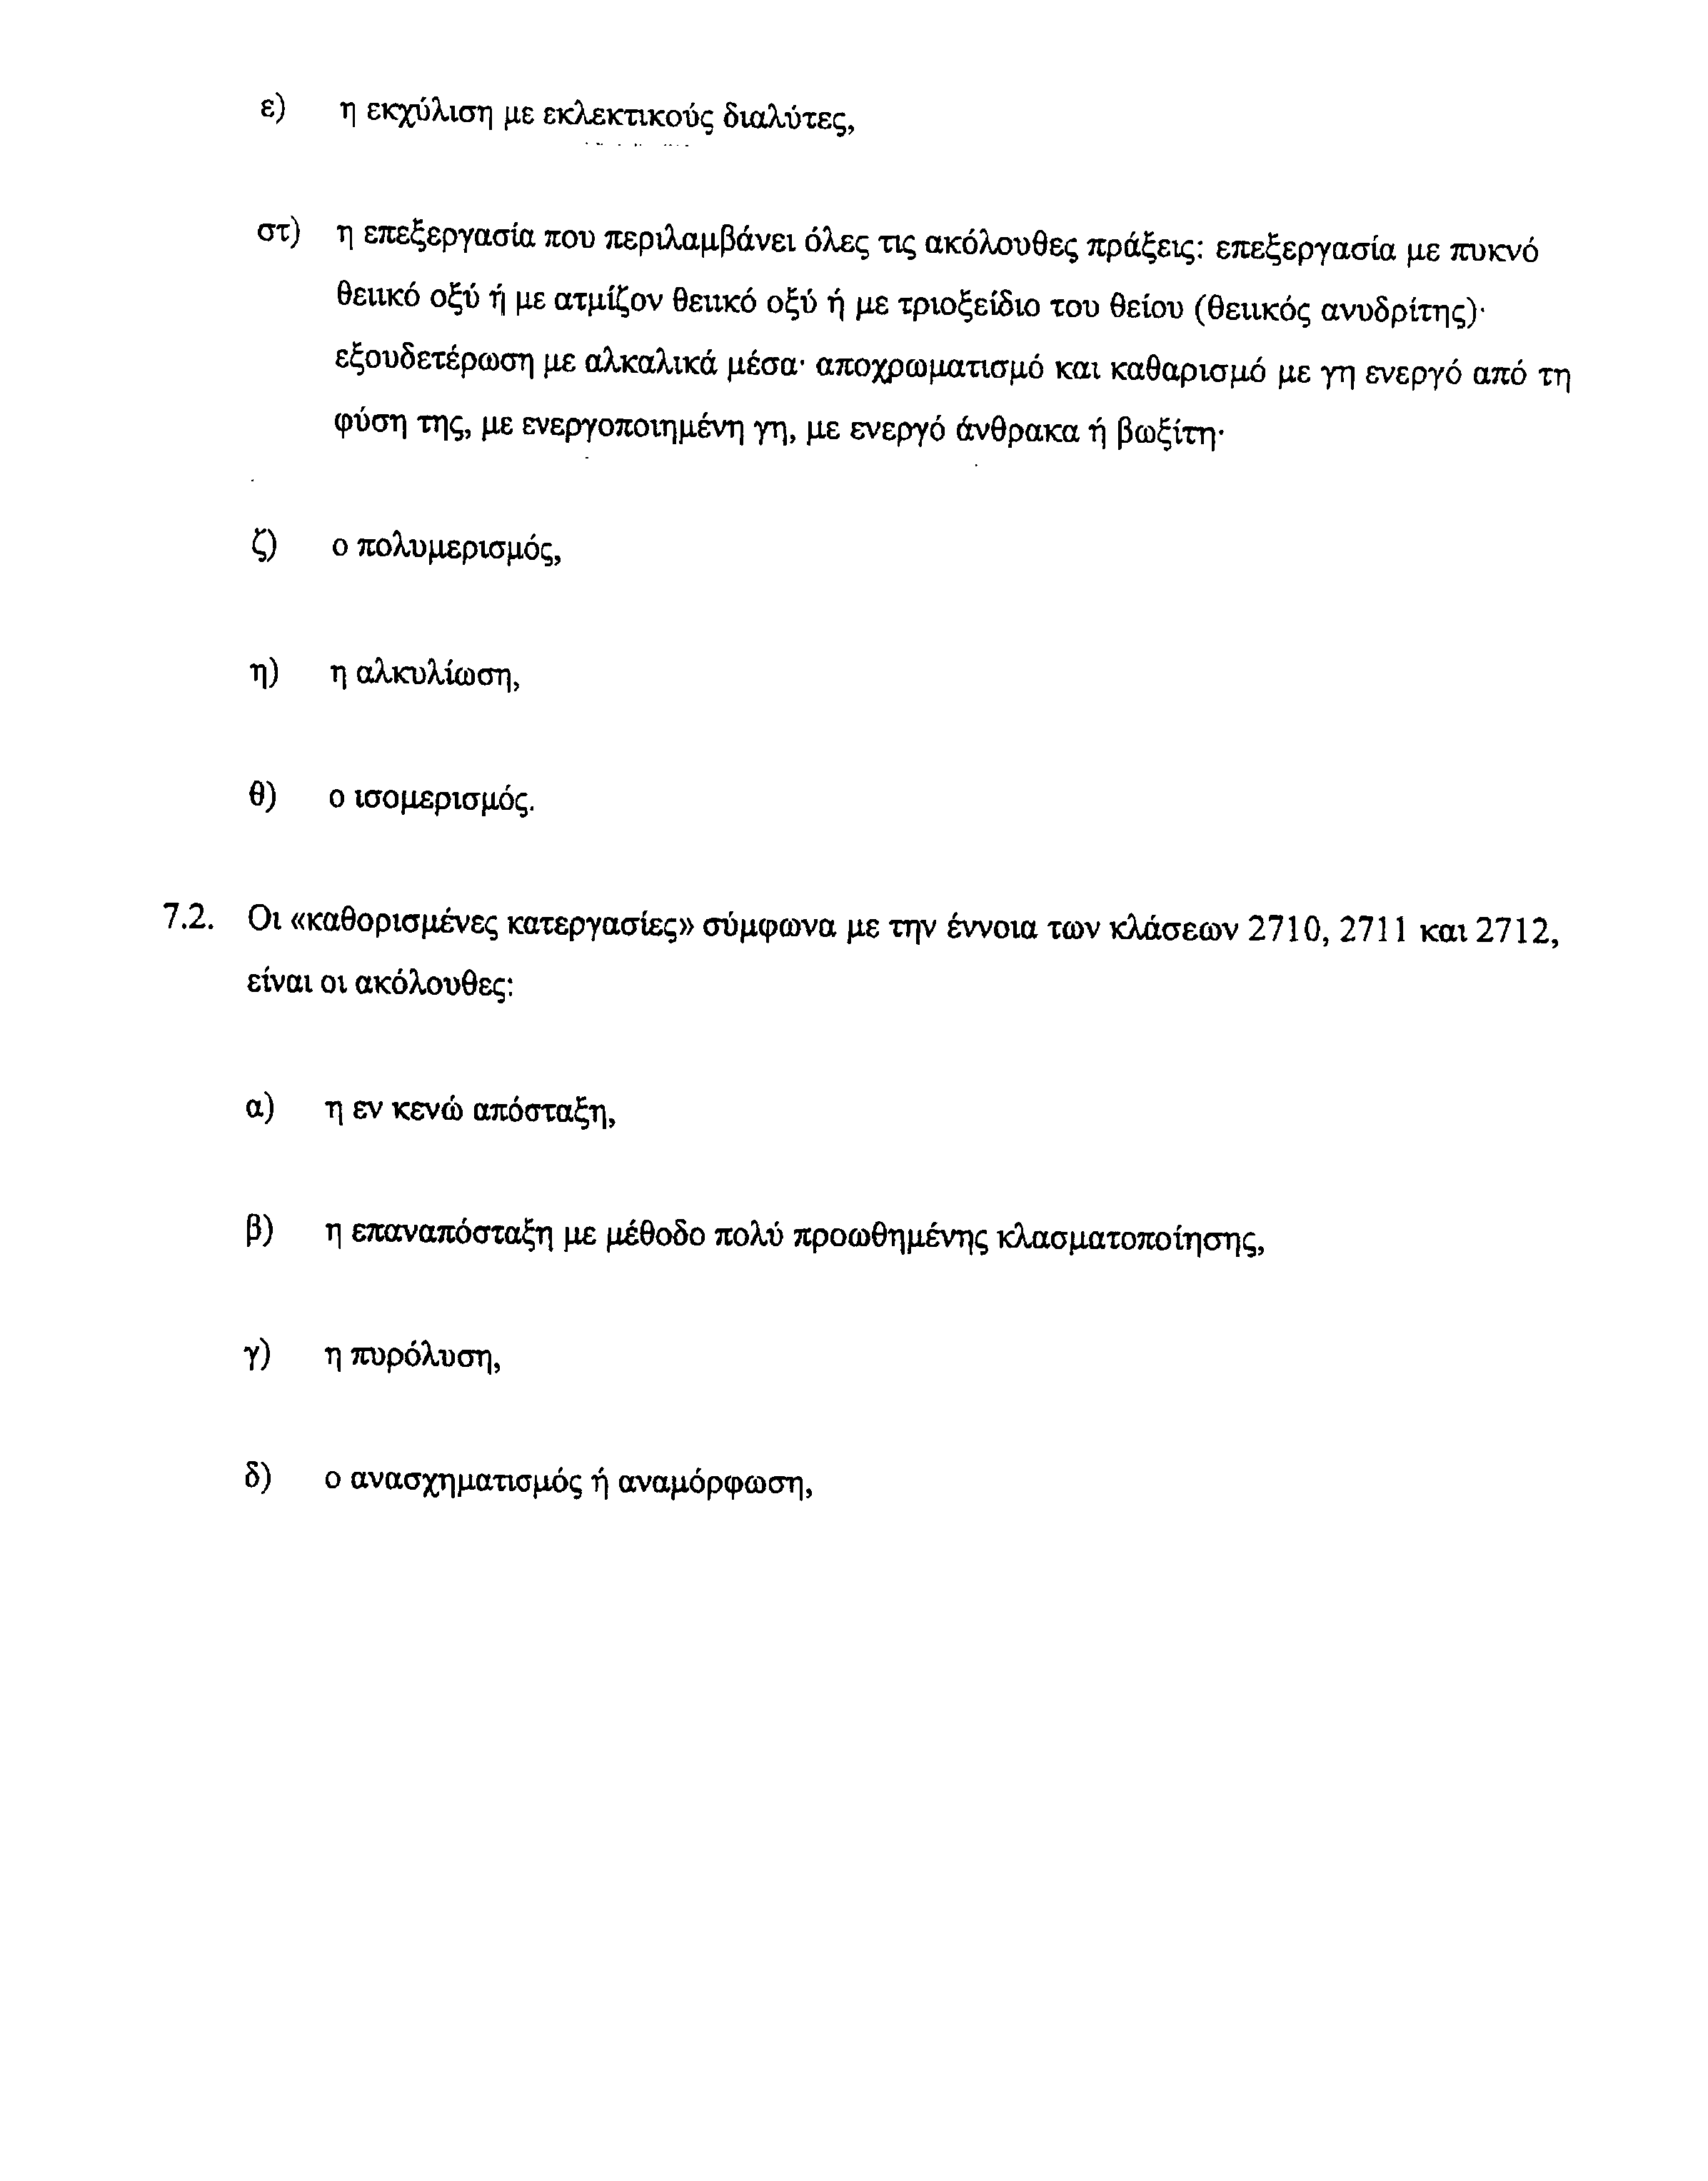 ε) η εκχύλιση με εκλεκτικούς διαλύτες,
στ) η επεξεργασία που περιλαμβάνει όλες τις ακόλουθες πράξεις: επεξεργασία με πυκνό
θειικό οξύ ή με ατμίζον θειικό οξύ ή με τριοξείδιο του θείου (θειικός ανυδρίτης)·
εξουδετέρωση με αλκαλικά μέσα· αποχρωματισμό και καθαρισμό με γη ενεργό από τη
φύση της, με ενεργοποιημένη γη, με ενεργό άνθρακα ή βωξίτη·
ζ) ο πολυμερισμός,
η) η αλκυλίωση,
θ) ο ισομερισμός.
7.2. Οι «καθορισμένες κατεργασίες» σύμφωνα με την έννοια των κλάσεων 2710, 2711 και 2712,
είναι οι ακόλουθες:
α) η εν κενώ απόσταξη,
β) η επαναπόσταξη με μέθοδο πολύ προωθημένης κλασματοποίησης,
γ) η πυρόλυση,
δ) ο ανασχηματισμός ή αναμόρφωση,